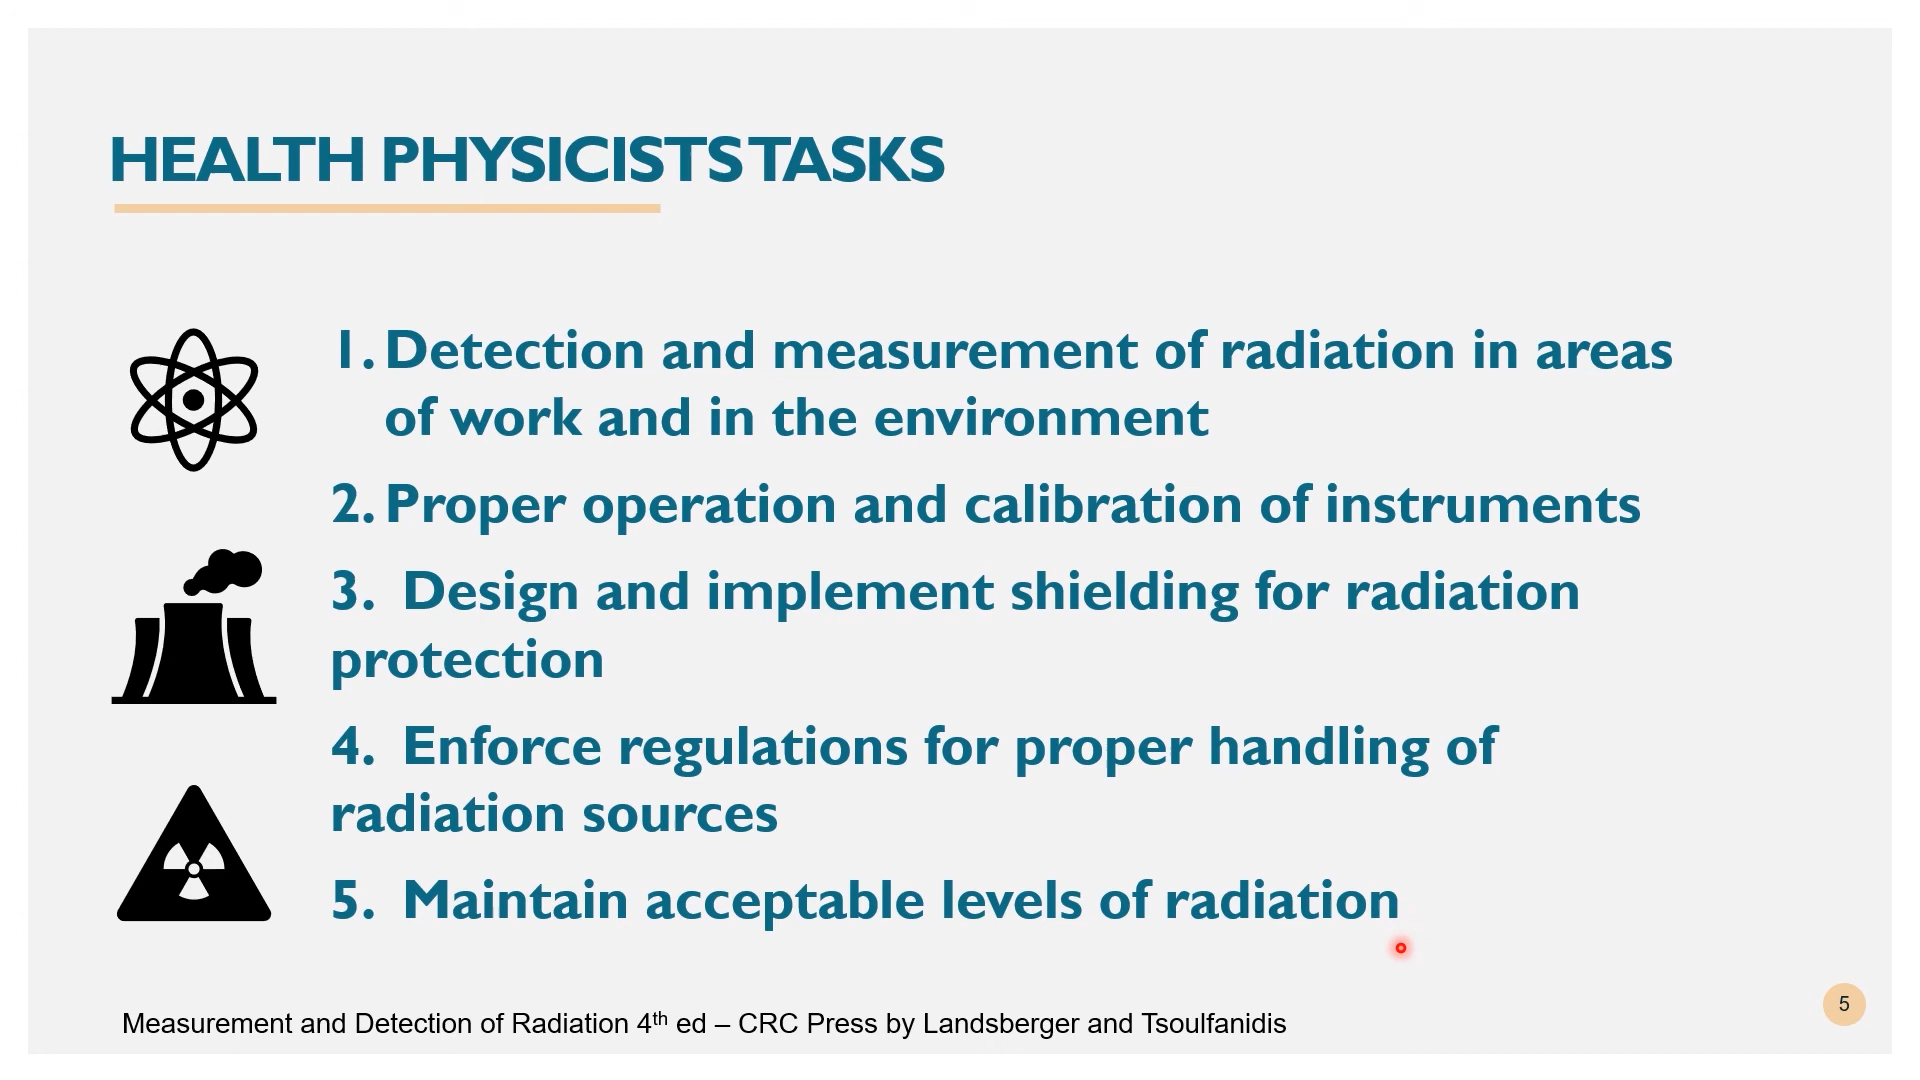 HEALTH PHYSICISTS TASKS
1. Detection and measurement of radiation in areas
of work and in the environment
2. Proper operation and calibration of instruments
3. Design and implement shielding for radiation
protection
4. Enforce regulations for proper handling of
radiation sources
5. Maintain acceptable levels of radiation
Measurement and Detection of Radiation 4th ed – CRC Press by Landsberger and Tsoulfanidis
5